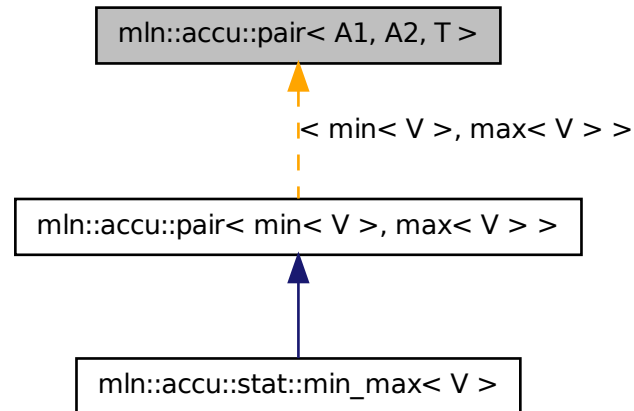 mln::accu::pair< A1, A2, T >
< min< V >, max< V > >
mln::accu::pair< min< V >, max< V > >
mln::accu::stat::min_max< V >